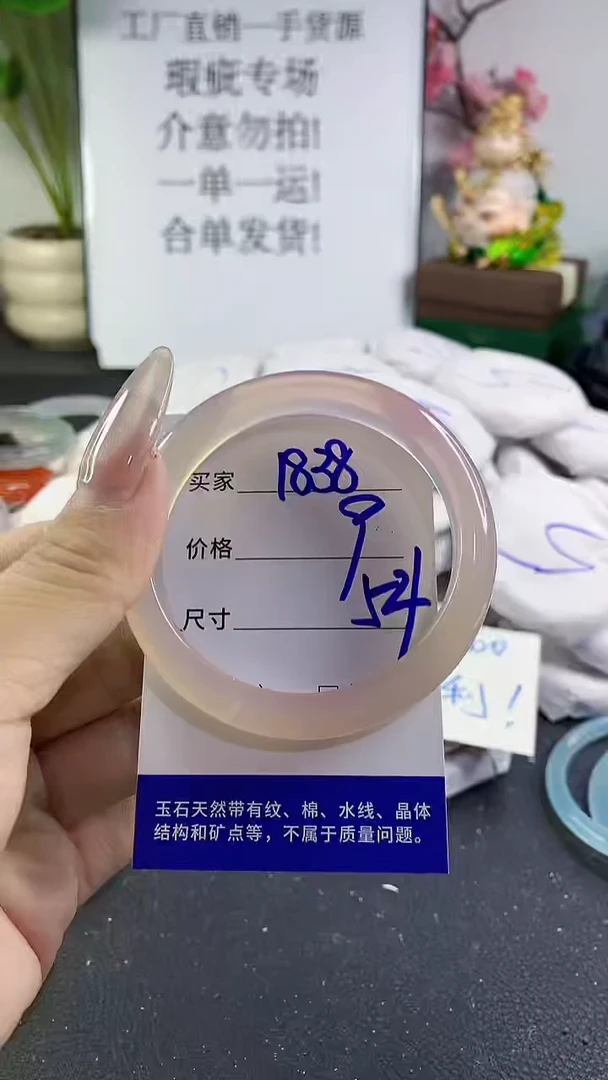 工厂直销一手货源
瑕疵专场
介意勿拍!
一单一运!
合单发货!
买家 1838
价格 9
尺寸 54
利!
玉石天然带有纹、棉、水线、晶体
结构和矿点等，不属于质量问题。